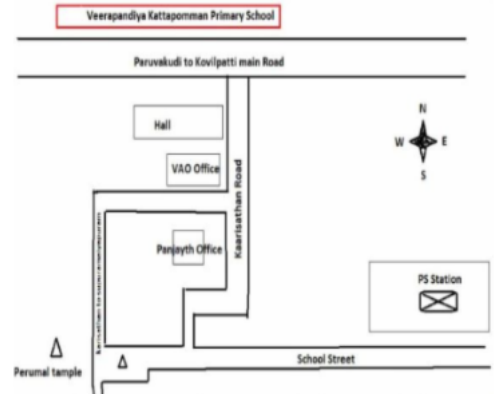 Veerapandiya Kattapomman Primary School
Paruvakudi to Kovilpatti main Road
Hall
VAO Office
Kaarisathan Road
Panjayth Office
N
W
E
S
PS Station
School Street
Perumal tample